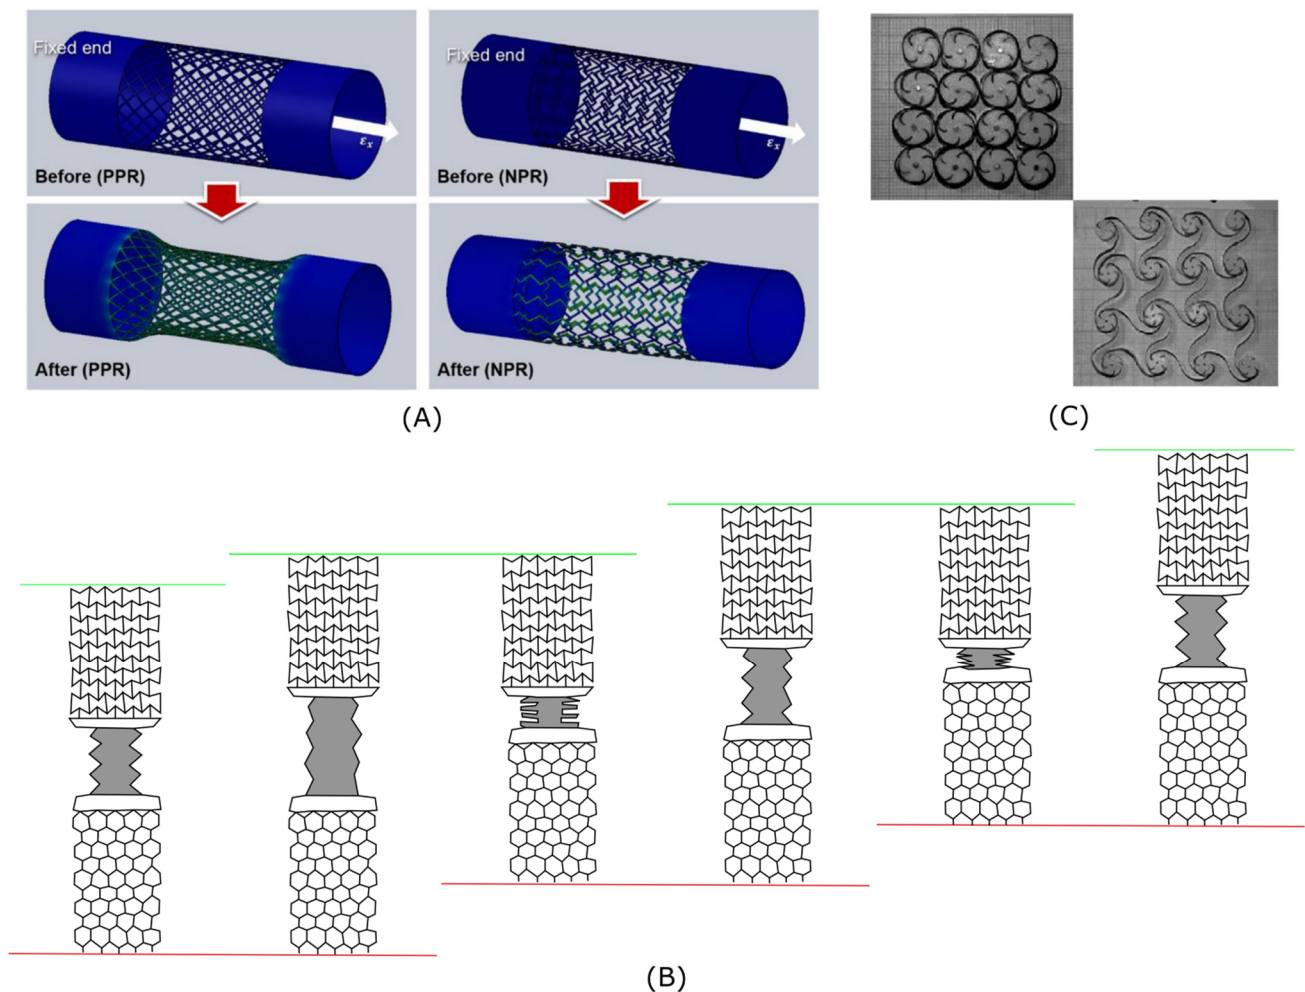 Fixed end
εx
Before (PPR)
Fixed end
εx
Before (NPR)
After (PPR)
After (NPR)
(A)
(C)
(B)